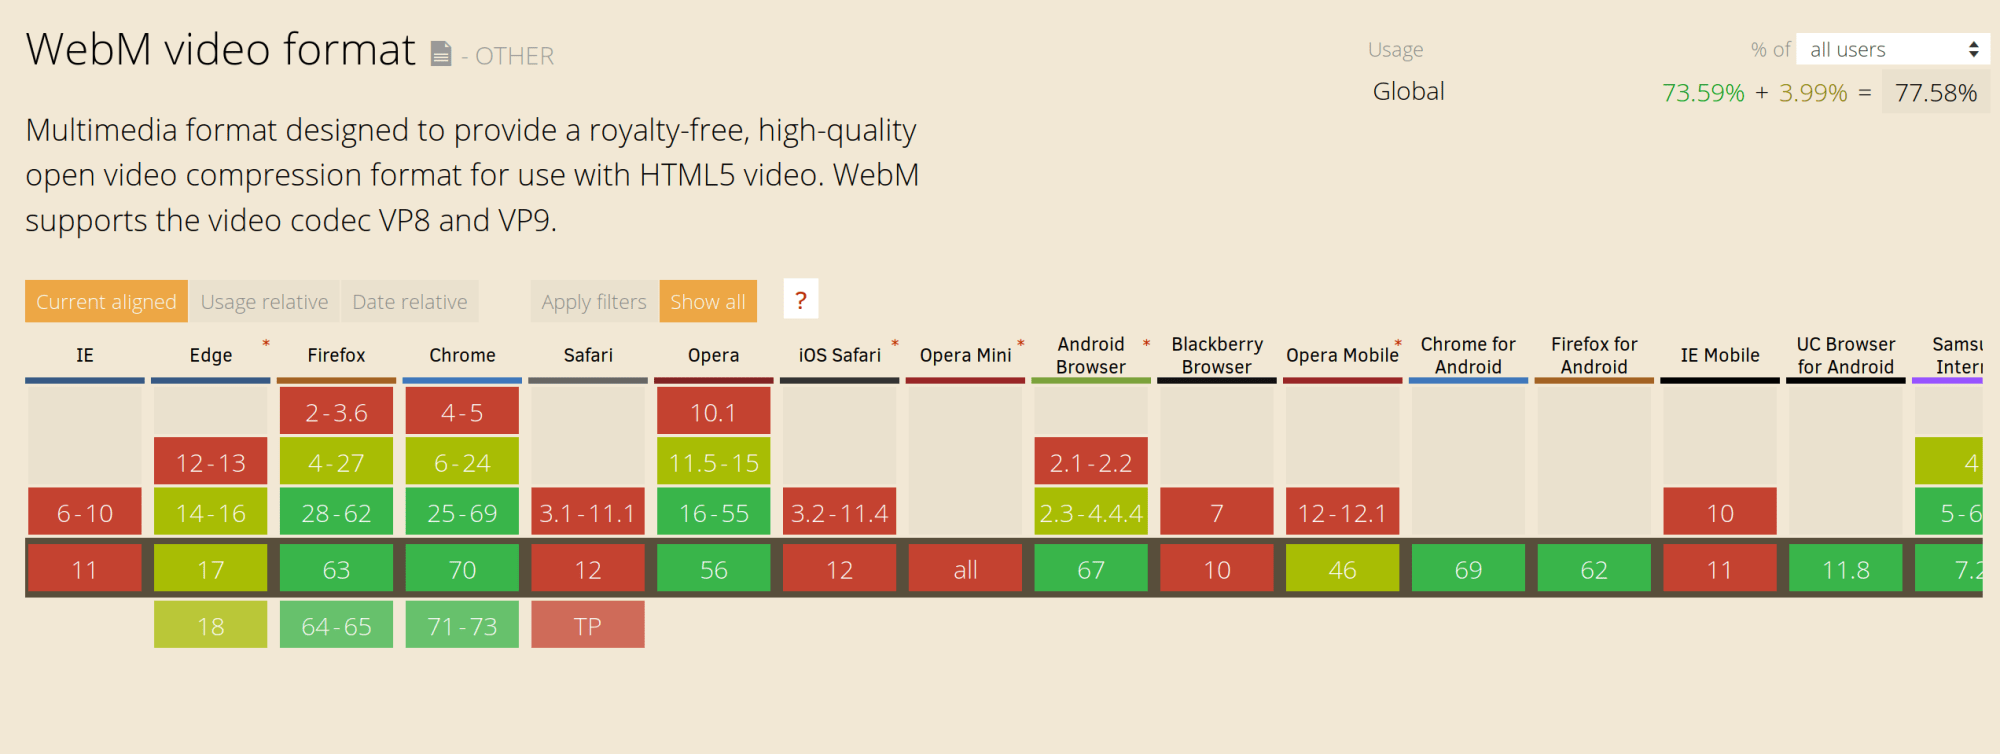 WebM video format - OTHER
Usage % of all users
Global 73.59% + 3.99% = 77.58%
Multimedia format designed to provide a royalty-free, high-quality
open video compression format for use with HTML5 video. WebM
supports the video codec VP8 and VP9.
Current aligned Usage relative Date relative Apply filters Show all ?
IE Edge * Firefox Chrome Safari Opera iOS Safari * Opera Mini * Android Browser * Blackberry Browser Opera Mobile * Chrome for Android Firefox for Android IE Mobile UC Browser for Android Samsu Inter
2-3.6 4-5 10.1
12-13 4-27 6-24 11.5-15 2.1-2.2 4
6-10 14-16 28-62 25-69 3.1-11.1 16-55 3.2-11.4 2.3-4.4.4 7 12-12.1 10 5-6
11 17 63 70 12 56 12 all 67 10 46 69 62 11 11.8 7.2
18 64-65 71-73 TP